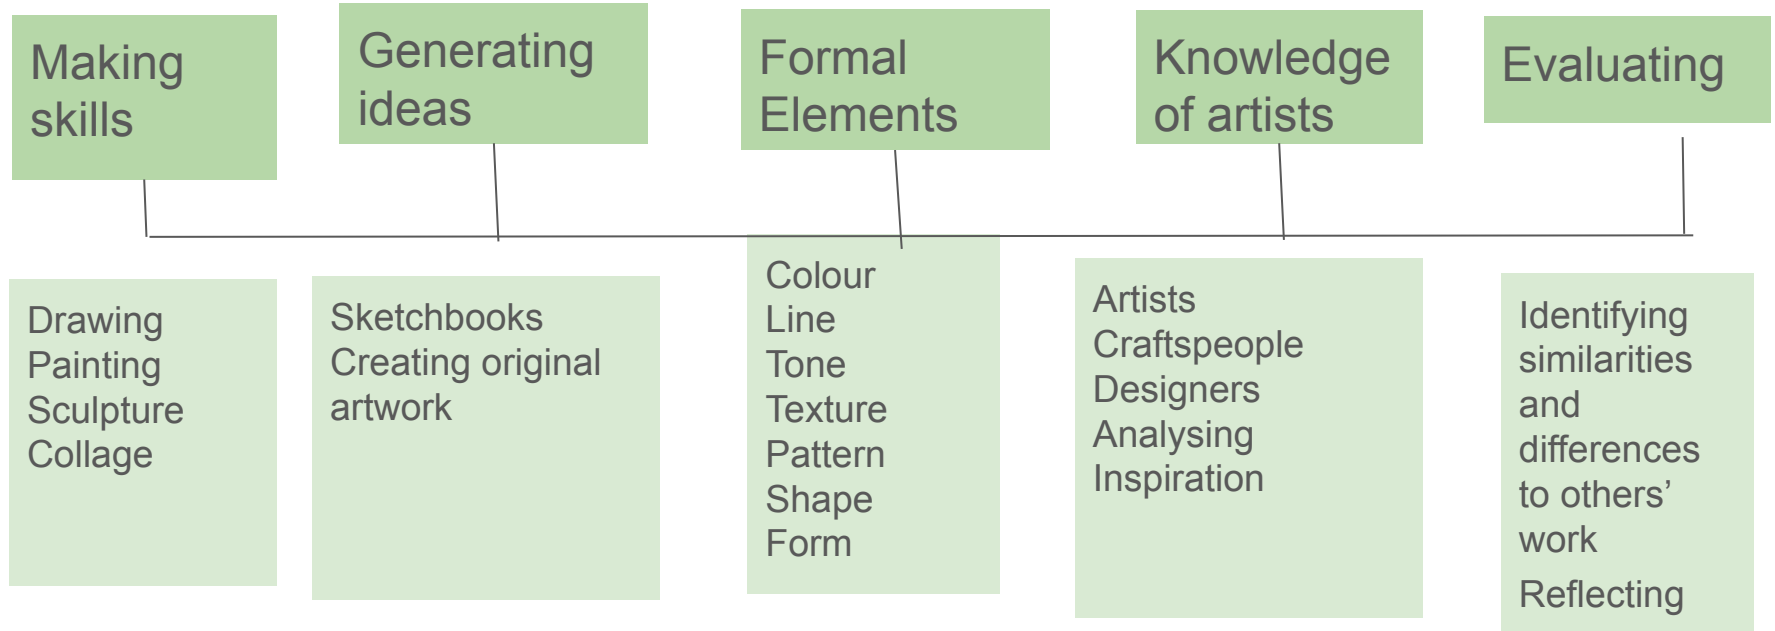 Making
skills
Generating
ideas
Formal
Elements
Knowledge
of artists
Evaluating
Drawing
Painting
Sculpture
Collage
Sketchbooks
Creating original
artwork
Colour
Line
Tone
Texture
Pattern
Shape
Form
Artists
Craftspeople
Designers
Analysing
Inspiration
Identifying
similarities
and
differences
to others’
work
Reflecting